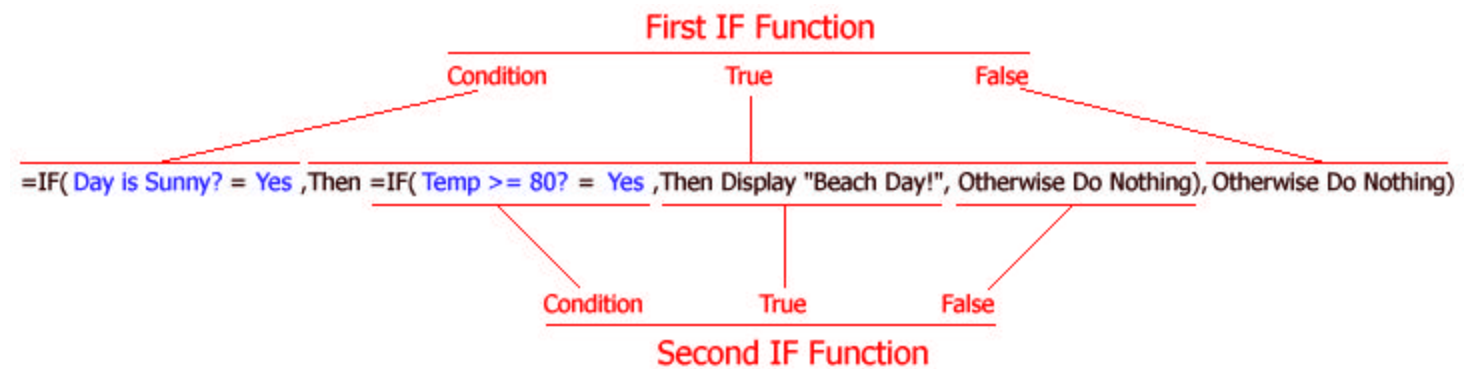 First IF Function
Condition True False
=IF( Day is Sunny? = Yes ,Then =IF( Temp >= 80? = Yes ,Then Display "Beach Day!", Otherwise Do Nothing), Otherwise Do Nothing)
Condition True False
Second IF Function